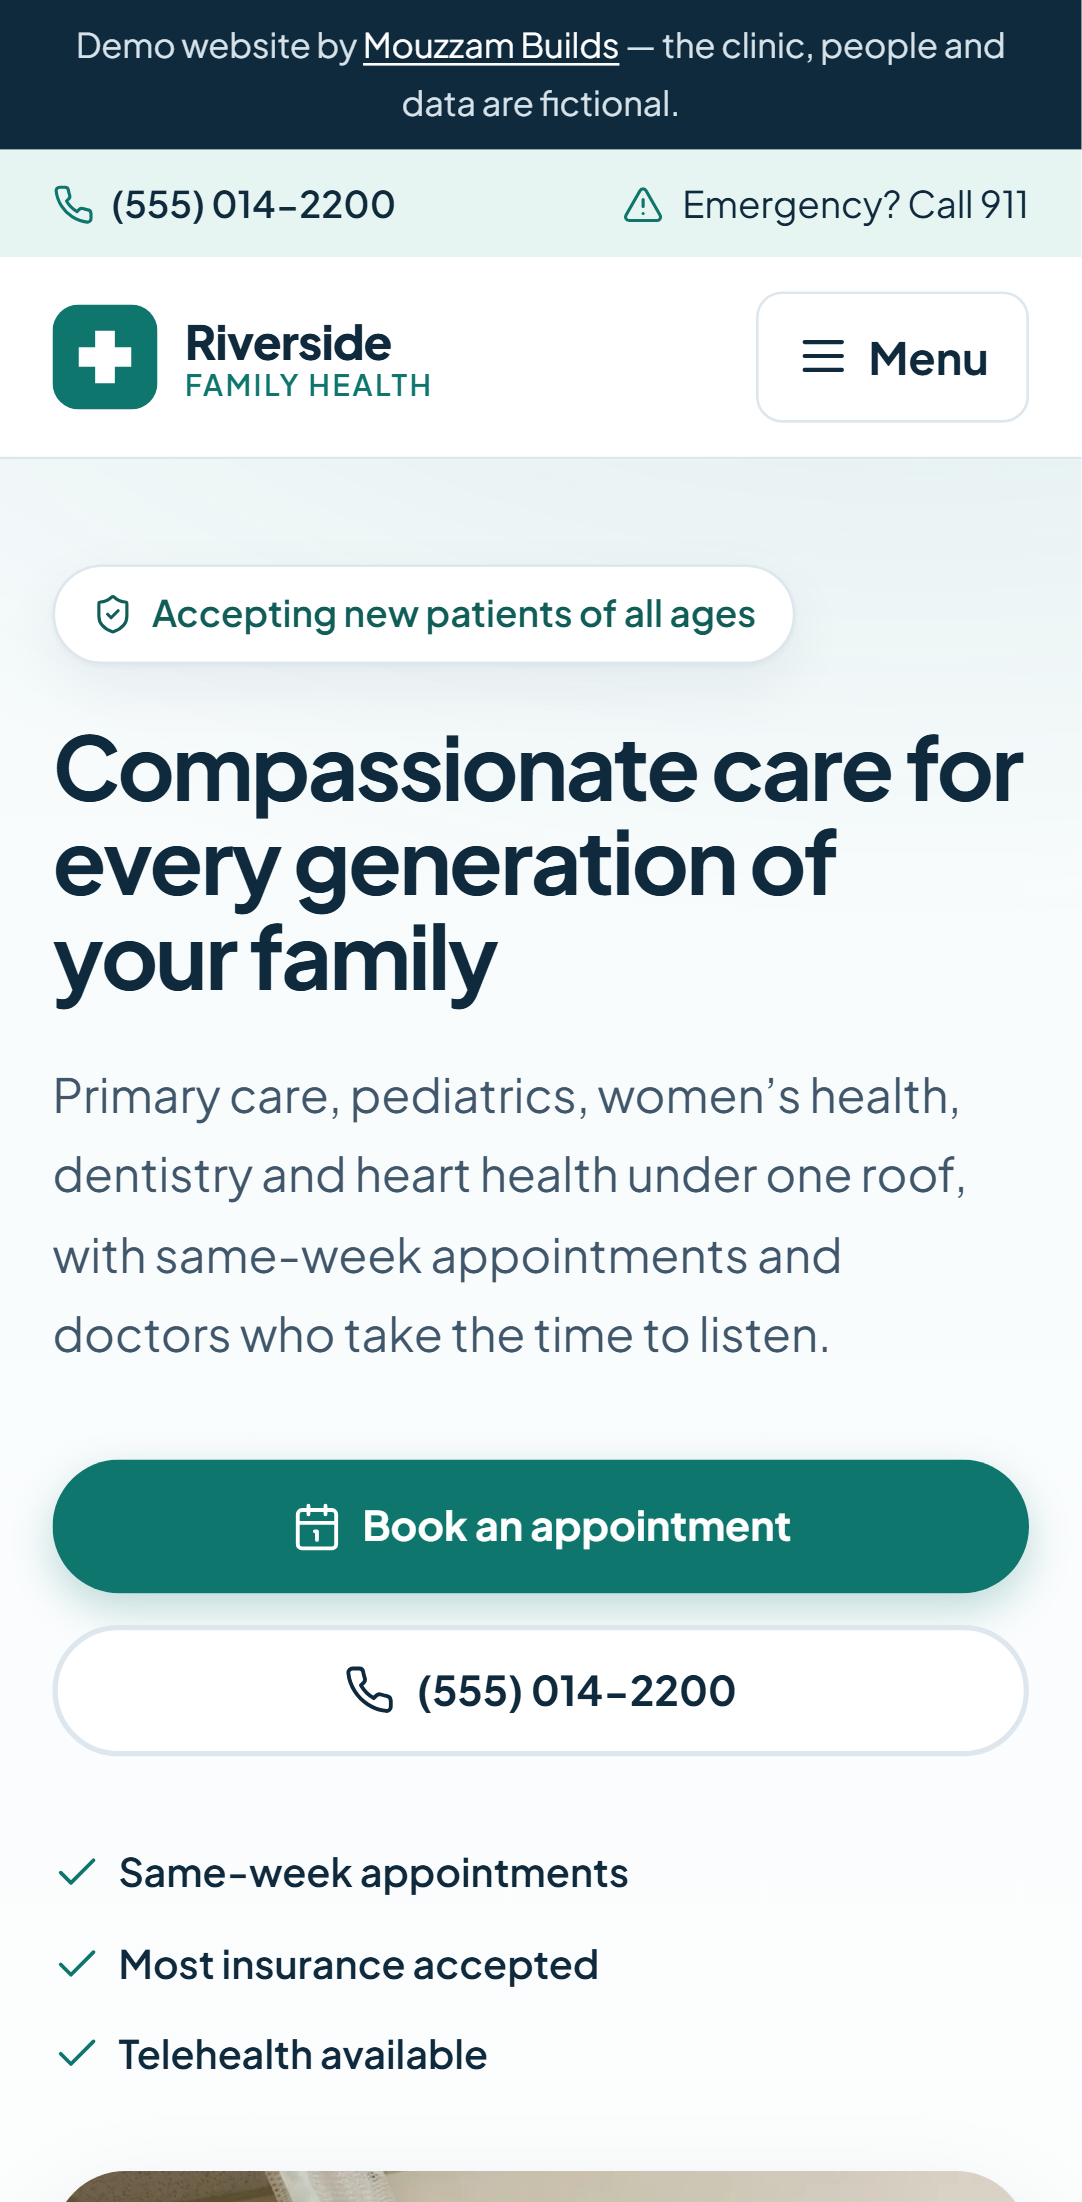 Demo website by Mouzzam Builds — the clinic, people and
data are fictional.
(555) 014-2200
Emergency? Call 911
Riverside
FAMILY HEALTH
Menu
Accepting new patients of all ages
Compassionate care for
every generation of
your family
Primary care, pediatrics, women’s health,
dentistry and heart health under one roof,
with same-week appointments and
doctors who take the time to listen.
Book an appointment
(555) 014-2200
Same-week appointments
Most insurance accepted
Telehealth available